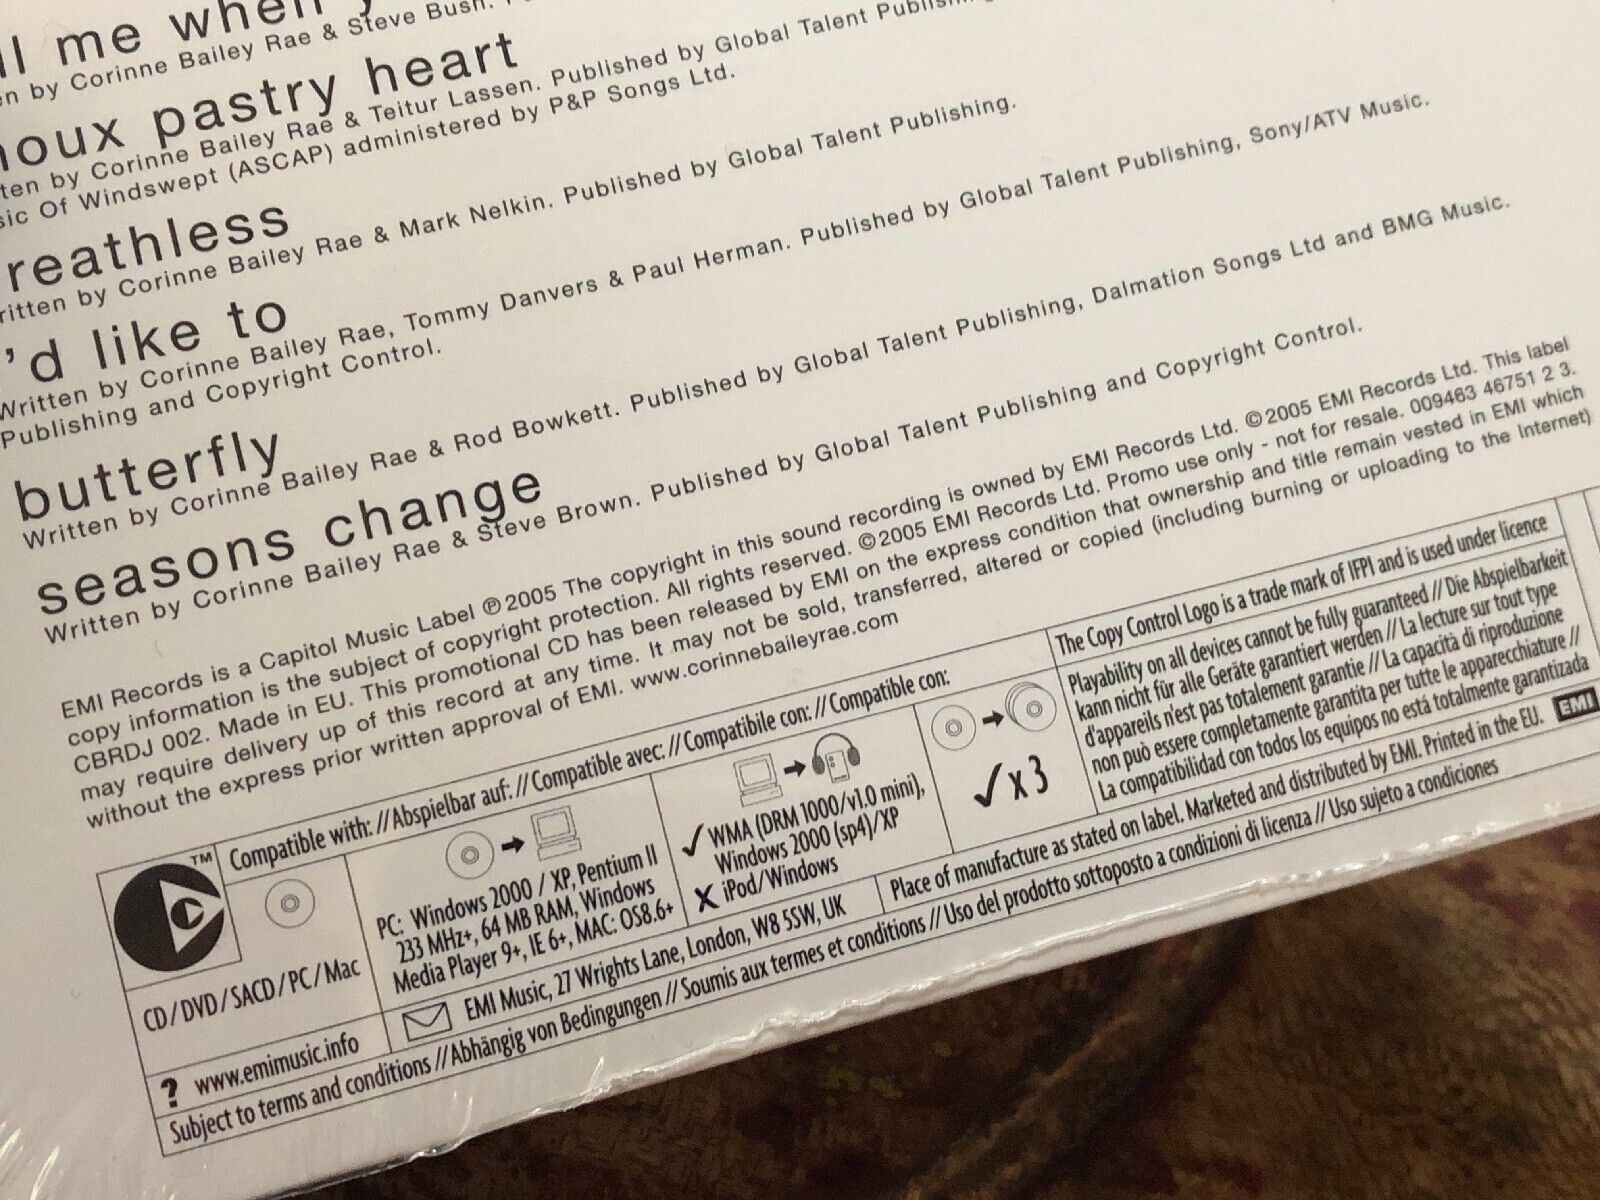 ll me when
en by Corinne Bailey Rae & Steve Bush.
oux pastry heart
ten by Corinne Bailey Rae & Teitur Lassen. Published by Global Talent Publishing
sic Of Windswept (ASCAP) administered by P&P Songs Ltd.
reathless
ritten by Corinne Bailey Rae & Mark Nelkin. Published by Global Talent Publishing.
'd like to
Written by Corinne Bailey Rae, Tommy Danvers & Paul Herman. Published by Global Talent Publishing, Sony/ATV Music.
Publishing and Copyright Control.
butterfly
Written by Corinne Bailey Rae & Rod Bowkett. Published by Global Talent Publishing, Dalmation Songs Ltd and BMG Music.
seasons change
Written by Corinne Bailey Rae & Steve Brown. Published by Global Talent Publishing and Copyright Control.
EMI Records is a Capitol Music Label ℗2005 The copyright in this sound recording is owned by EMI Records Ltd. ©2005 EMI Records Ltd. This label
copy information is the subject of copyright protection. All rights reserved. ©2005 EMI Records Ltd. Promo use only - not for resale. 009463 46751 2 3.
CBRDJ 002. Made in EU. This promotional CD has been released by EMI on the express condition that ownership and title remain vested in EMI which
may require delivery up of this record at any time. It may not be sold, transferred, altered or copied (including burning or uploading to the Internet)
without the express prior written approval of EMI. www.corinnebaileyrae.com
TM
Compatible with: // Abspielbar auf: // Compatible avec: // Compatibile con: // Compatible con:
CD/DVD/SACD/PC/Mac
PC: Windows 2000 / XP, Pentium II
233 MHz+, 64 MB RAM, Windows
Media Player 9+, IE 6+, MAC: OS8.6+
✓ WMA (DRM 1000/v1.0 mini),
Windows 2000 (sp4)/XP
X iPod/Windows
✓ x 3
The Copy Control Logo is a trade mark of IFPI and is used under licence
Playability on all devices cannot be fully guaranteed // Die Abspielbarkeit
kann nicht für alle Geräte garantiert werden // La lecture sur tout type
d'appareils n'est pas totalement garantie // La capacità di riproduzione
non può essere completamente garantita per tutte le apparecchiature //
La compatibilidad con todos los equipos no está totalmente garantizada
? www.emimusic.info
EMI Music, 27 Wrights Lane, London, W8 5SW, UK
Place of manufacture as stated on label. Marketed and distributed by EMI. Printed in the EU. EMI
Subject to terms and conditions // Abhängig von Bedingungen // Soumis aux termes et conditions // Uso del prodotto sottoposto a condizioni di licenza // Uso sujeto a condiciones